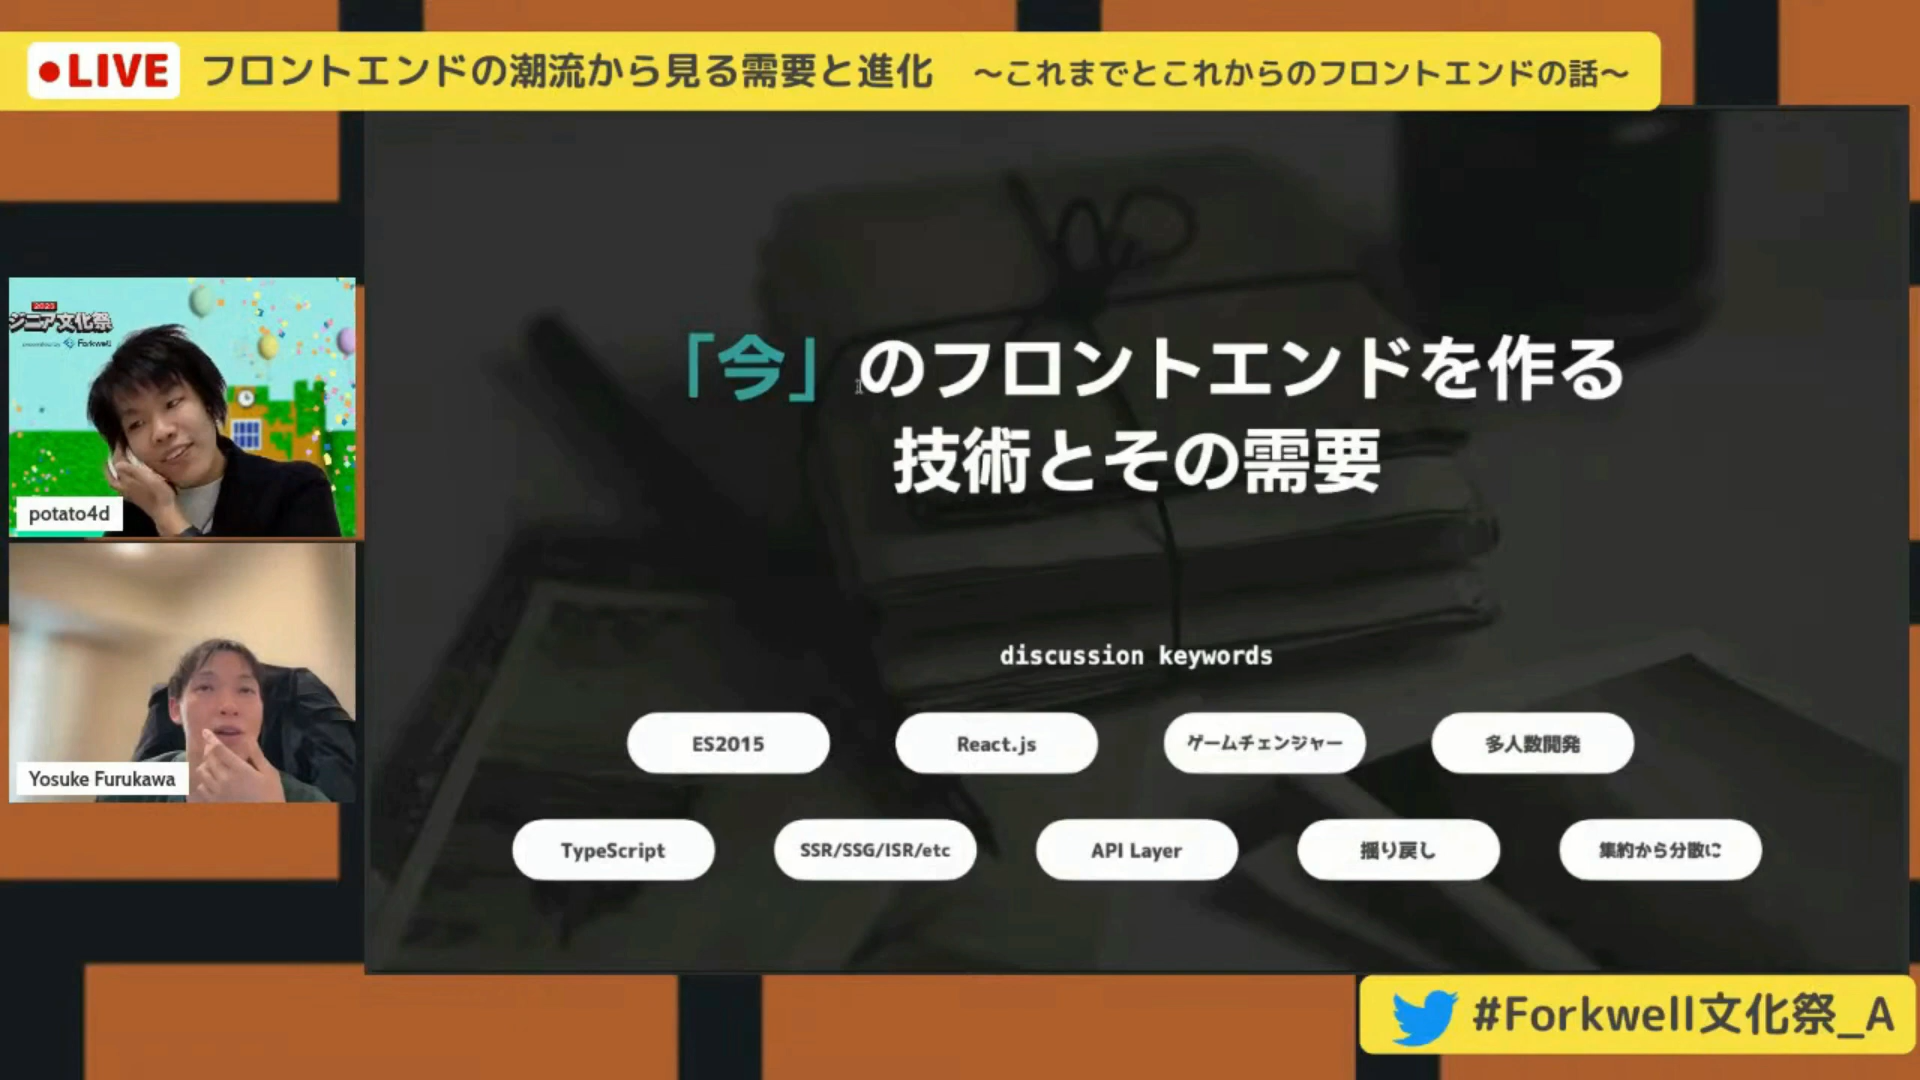 LIVE フロントエンドの潮流から見る需要と進化 ～これまでとこれからのフロントエンドの話～
2023
ジニア文化祭
Forkwell
potato4d
Yosuke Furukawa
「今」のフロントエンドを作る
技術とその需要
discussion keywords
ES2015 React.js ゲームチェンジャー 多人数開発
TypeScript SSR/SSG/ISR/etc API Layer 揺り戻し 集約から分散に
#Forkwell文化祭_A